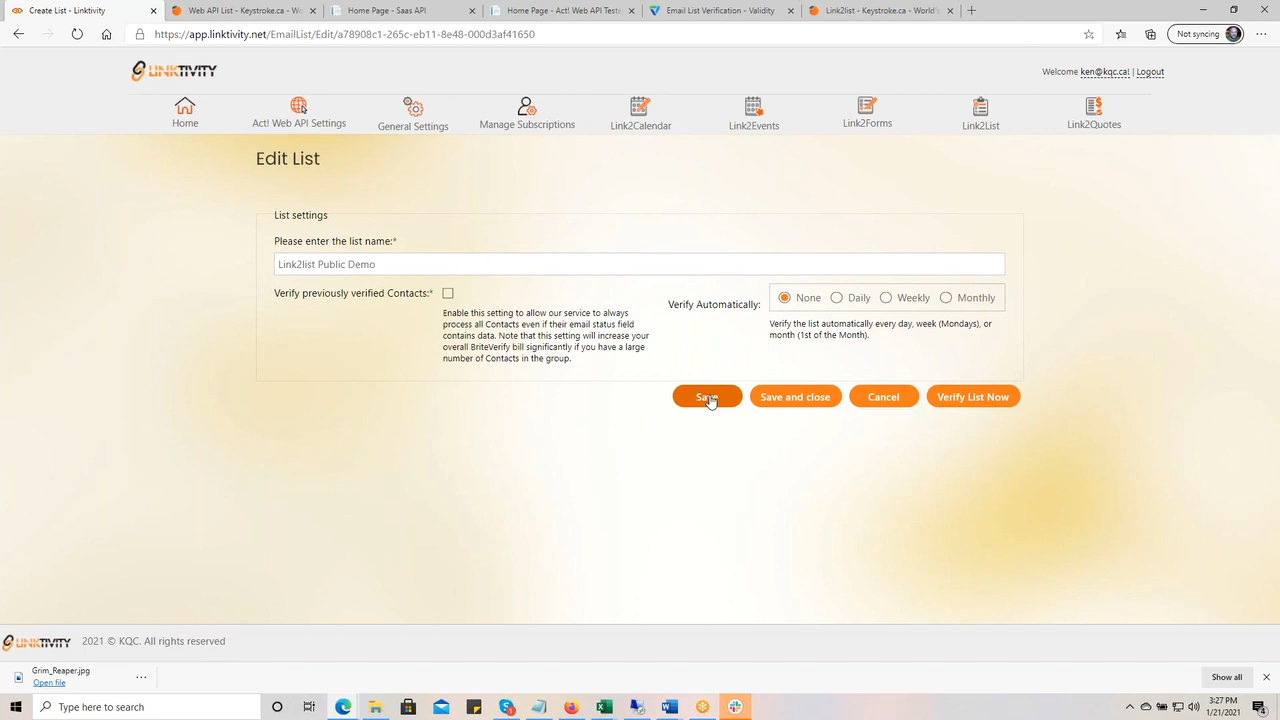 Create List - Linktivity
Web API List - Keystroke.ca - W
Home Page - SaaS API
Home Page - Act! Web API Teste
Email List Verification - Validity
Link2list - Keystroke.ca - World's
https://app.linktivity.net/EmailList/Edit/a78908c1-265c-eb11-8e48-000d3af41650
Not syncing
LINKTIVITY
Welcome ken@kqc.ca! | Logout
Home
Act! Web API Settings
General Settings
Manage Subscriptions
Link2Calendar
Link2Events
Link2Forms
Link2List
Link2Quotes
Edit List
List settings
Please enter the list name:*
Link2list Public Demo
Verify previously verified Contacts:*
Enable this setting to allow our service to always
process all Contacts even if their email status field
contains data. Note that this setting will increase your
overall BriteVerify bill significantly if you have a large
number of Contacts in the group.
Verify Automatically:
None Daily Weekly Monthly
Verify the list automatically every day, week (Mondays), or
month (1st of the Month).
Save
Save and close
Cancel
Verify List Now
LINKTIVITY
2021 © KQC. All rights reserved
Grim_Reaper.jpg
Open file
Show all
Type here to search
3:27 PM
1/21/2021